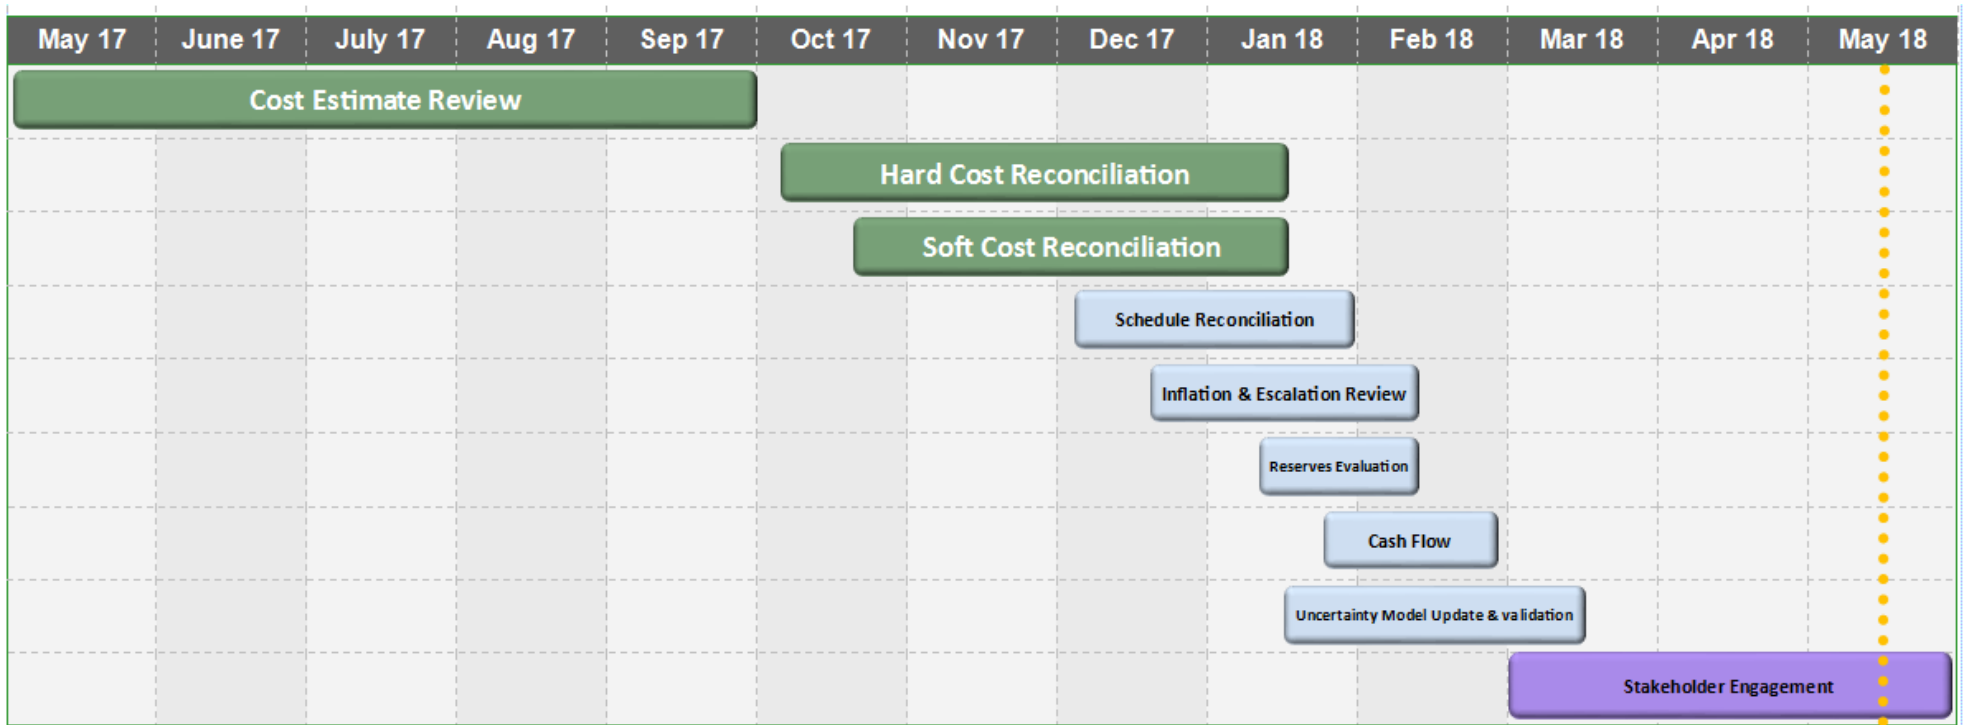 May 17 June 17 July 17 Aug 17 Sep 17 Oct 17 Nov 17 Dec 17 Jan 18 Feb 18 Mar 18 Apr 18 May 18
Cost Estimate Review
Hard Cost Reconciliation
Soft Cost Reconciliation
Schedule Reconciliation
Inflation & Escalation Review
Reserves Evaluation
Cash Flow
Uncertainty Model Update & validation
Stakeholder Engagement